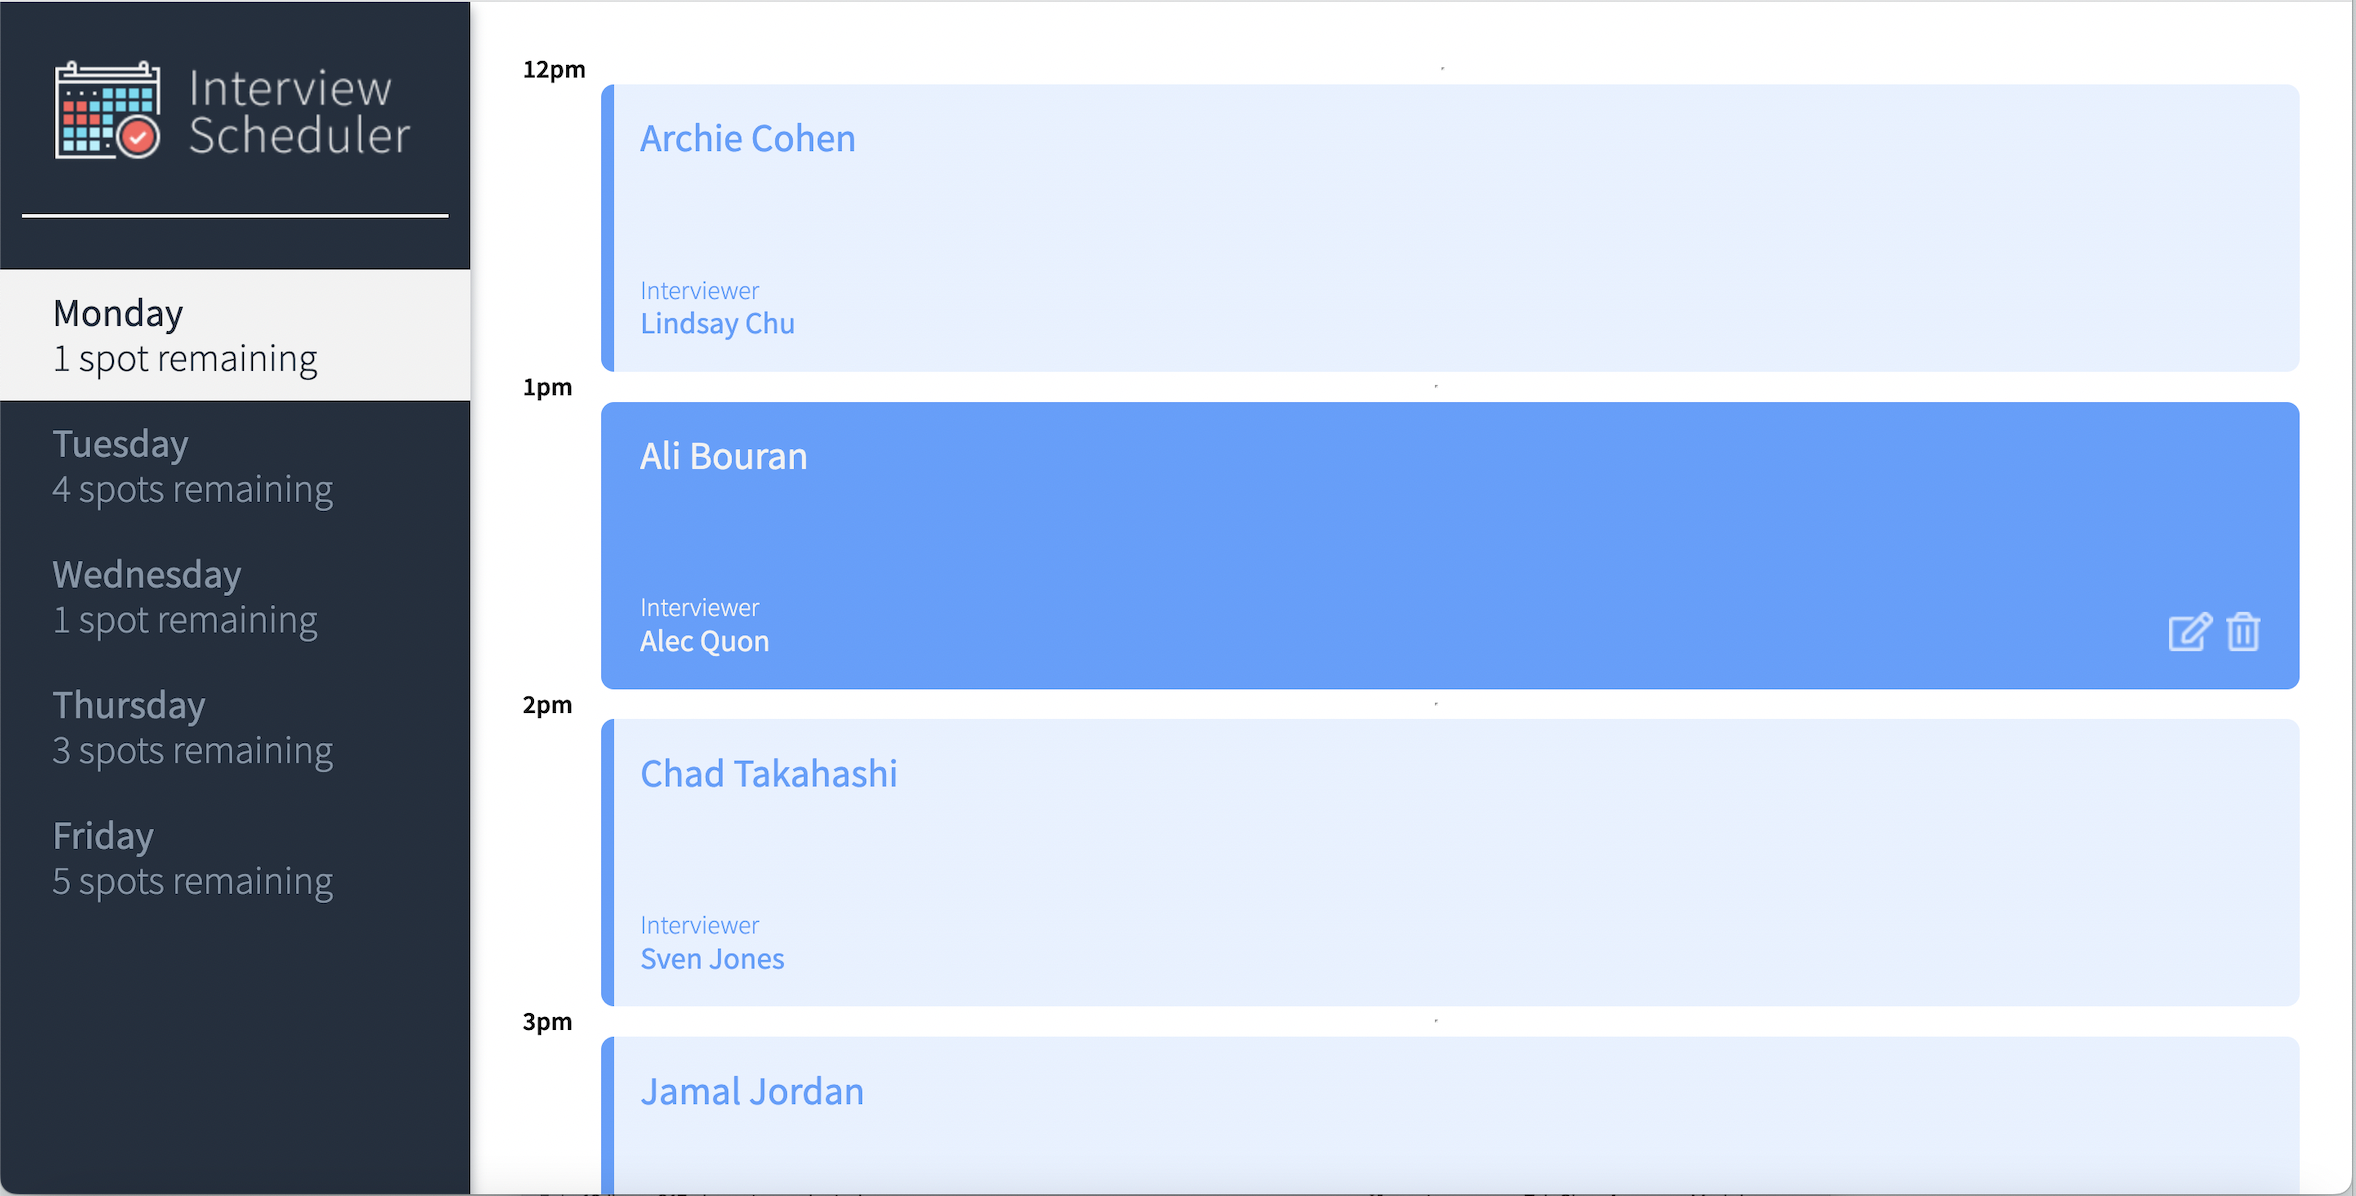 Interview
Scheduler
Monday
1 spot remaining
Tuesday
4 spots remaining
Wednesday
1 spot remaining
Thursday
3 spots remaining
Friday
5 spots remaining
12pm
Archie Cohen
Interviewer
Lindsay Chu
1pm
Ali Bouran
Interviewer
Alec Quon
2pm
Chad Takahashi
Interviewer
Sven Jones
3pm
Jamal Jordan